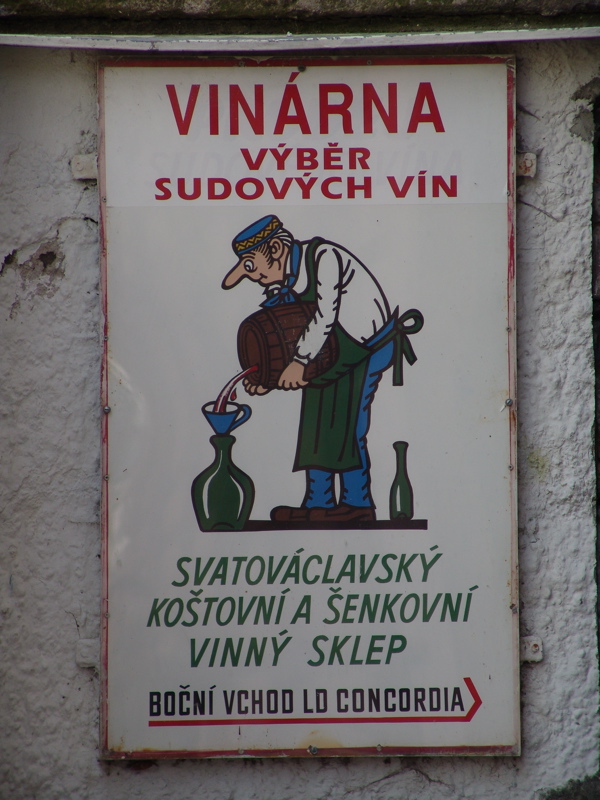 VINÁRNA
VÝBĚR
SUDOVÝCH VÍN
SVATOVÁCLAVSKÝ
KOŠTOVNÍ A ŠENKOVNÍ
VINNÝ SKLEP
BOČNÍ VCHOD LD CONCORDIA